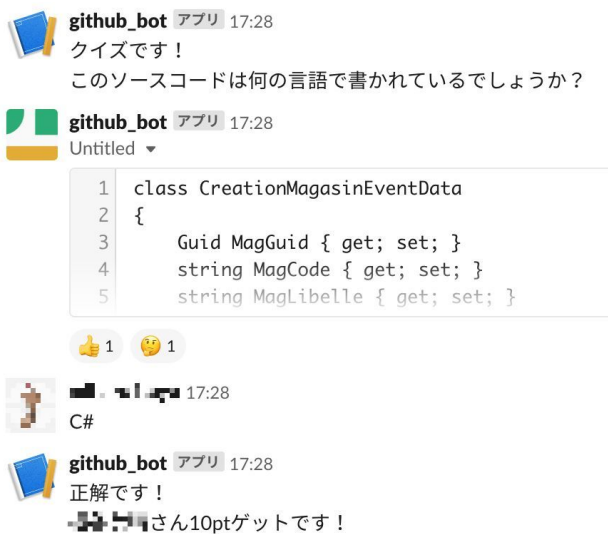 github_bot アプリ 17:28
クイズです！
このソースコードは何の言語で書かれているでしょうか？
github_bot アプリ 17:28
Untitled
1 class CreationMagasinEventData
2 {
3 Guid MagGuid { get; set; }
4 string MagCode { get; set; }
5 string MagLibelle { get; set; }
1 1
17:28
C#
github_bot アプリ 17:28
正解です！
さん10ptゲットです！